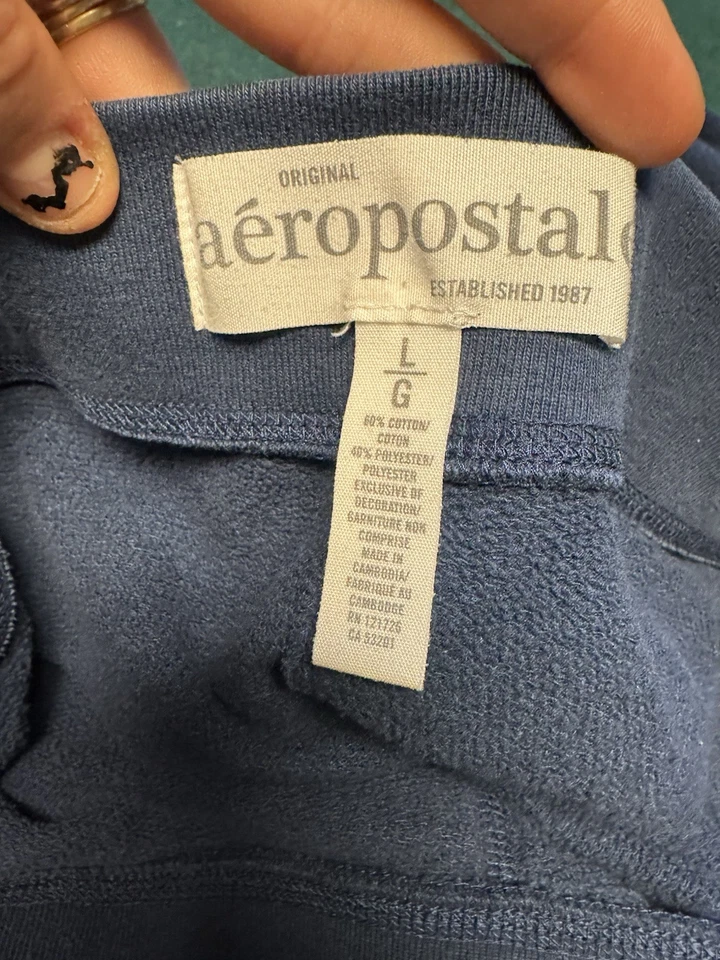 ORIGINAL
aéropostale
ESTABLISHED 1987
L
G
60% COTTON/
COTON
40% POLYESTER/
POLYESTER
EXCLUSIVE OF
DECORATION/
GARNITURE NON
COMPRISE
MADE IN
CAMBODIA/
FABRIQUE AU
CAMBODGE
RN 121726
CA 53201